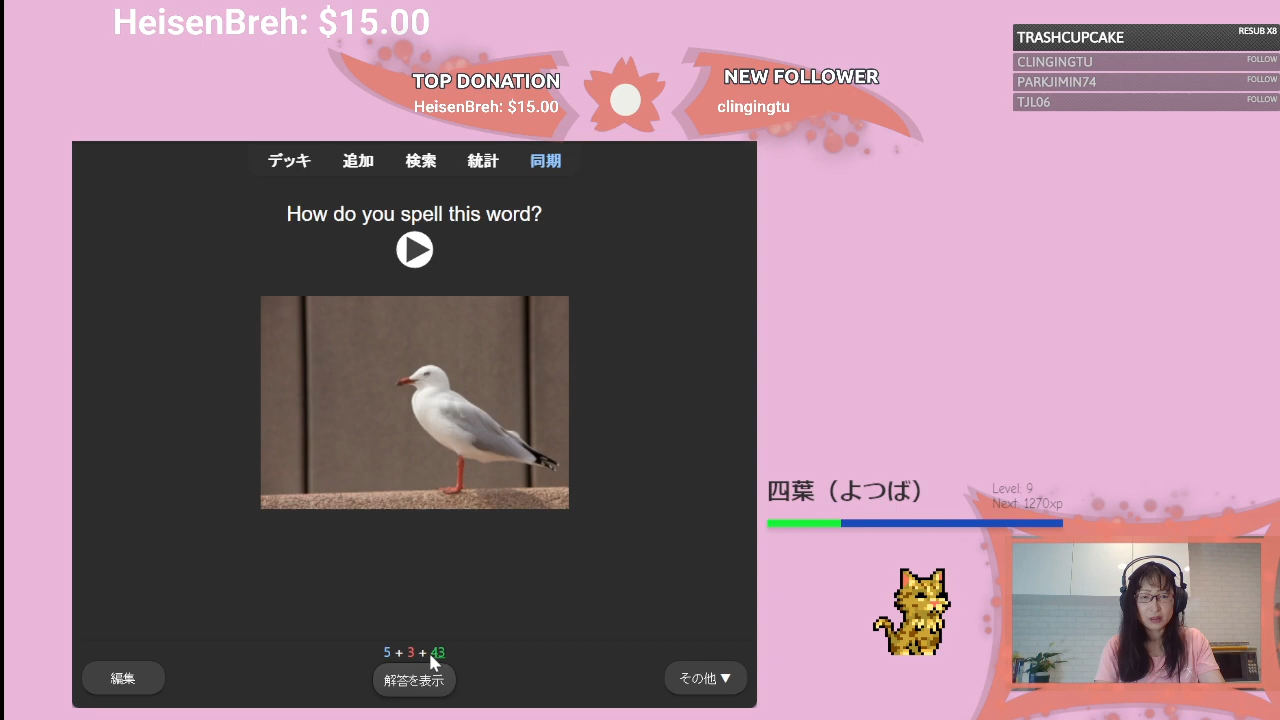 HeisenBreh: $15.00
TOP DONATION
HeisenBreh: $15.00
NEW FOLLOWER
clingingtu
TRASHCUPCAKE RESUB X8
CLINGINGTU FOLLOW
PARKJIMIN74 FOLLOW
TJL06 FOLLOW
デッキ 追加 検索 統計 同期
How do you spell this word?
四葉（よつば）
Level: 9
Next: 1270xp
5 + 3 + 43
編集 解答を表示 その他 ▼